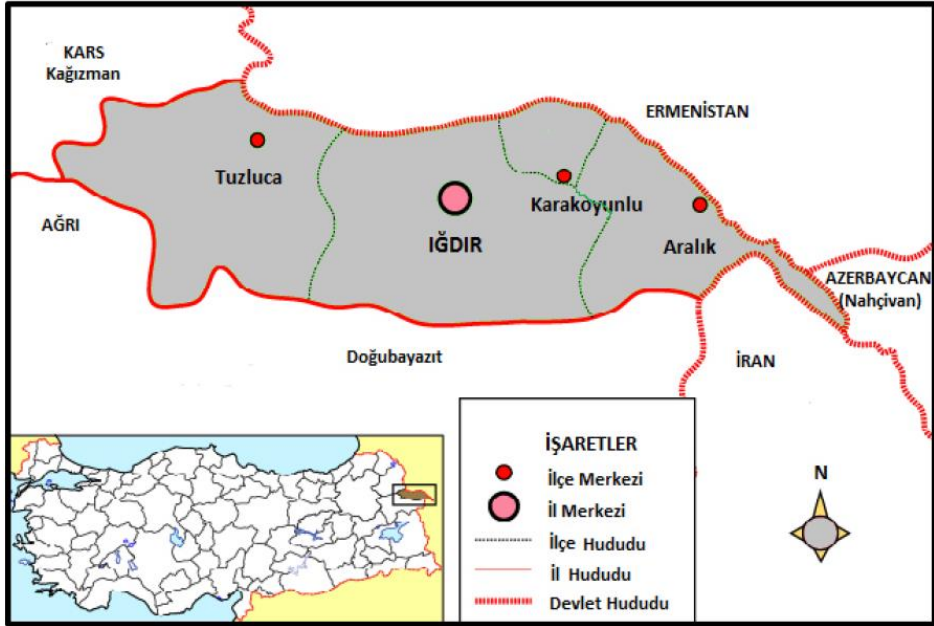 KARS
Kağızman
ERMENİSTAN
Tuzluca
Karakoyunlu
AĞRI
IĞDIR
Aralık
AZERBAYCAN
(Nahçivan)
Doğubayazıt
İRAN
İŞARETLER
İlçe Merkezi
İl Merkezi
İlçe Hududu
İl Hududu
Devlet Hududu
N